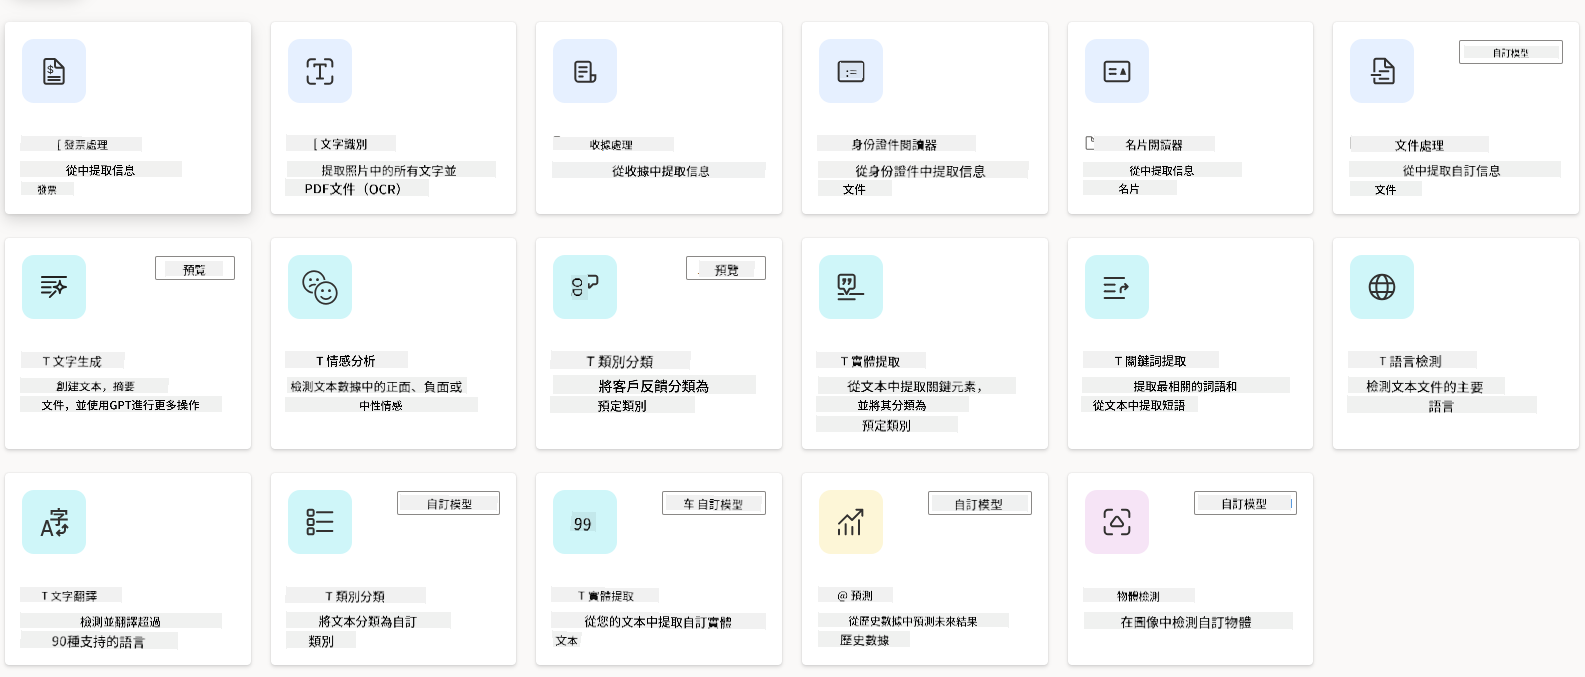 自訂模型
[ 發票處理
從中提取信息
發票
[ 文字識別
提取照片中的所有文字並
PDF文件（OCR）
收據處理
從收據中提取信息
身份證件閱讀器
從身份證件中提取信息
文件
名片閱讀器
從中提取信息
名片
文件處理
從中提取自訂信息
文件
預覧
T 文字生成
創建文本，摘要
文件，並使用GPT進行更多操作
T 情感分析
檢測文本數據中的正面、負面或
中性情感
預覽
T 類別分類
將客戶反饋分類為
預定類別
T 實體提取
從文本中提取關鍵元素，
並將其分類為
預定類別
T 關鍵詞提取
提取最相關的詞語和
從文本中提取短語
T 語言檢測
檢測文本文件的主要
語言
T 文字翻譯
檢測並翻譯超過
90種支持的語言
自訂模型
T 類別分類
將文本分類為自訂
類別
车 自訂模型
99
T 實體提取
從您的文本中提取自訂實體
文本
自訂模型
@ 預測
從歷史數據中預測未來結果
歷史數據
自訂模型
物體檢測
在圖像中檢測自訂物體